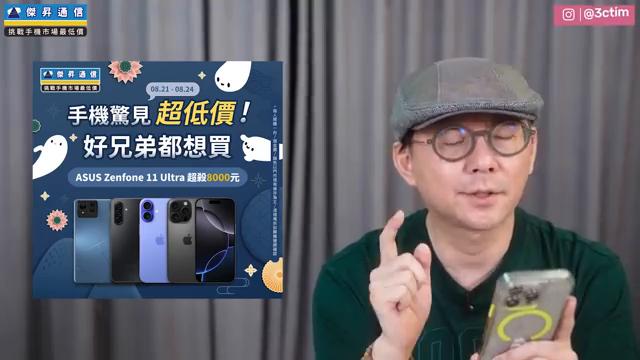 傑昇通信
挑戰手機市場最低價
@3ctim
傑昇通信
挑戰手機市場最低價
08.21 - 08.24
手機驚見 超低價!
好兄弟都想買
ASUS Zenfone 11 Ultra 超殺8000元